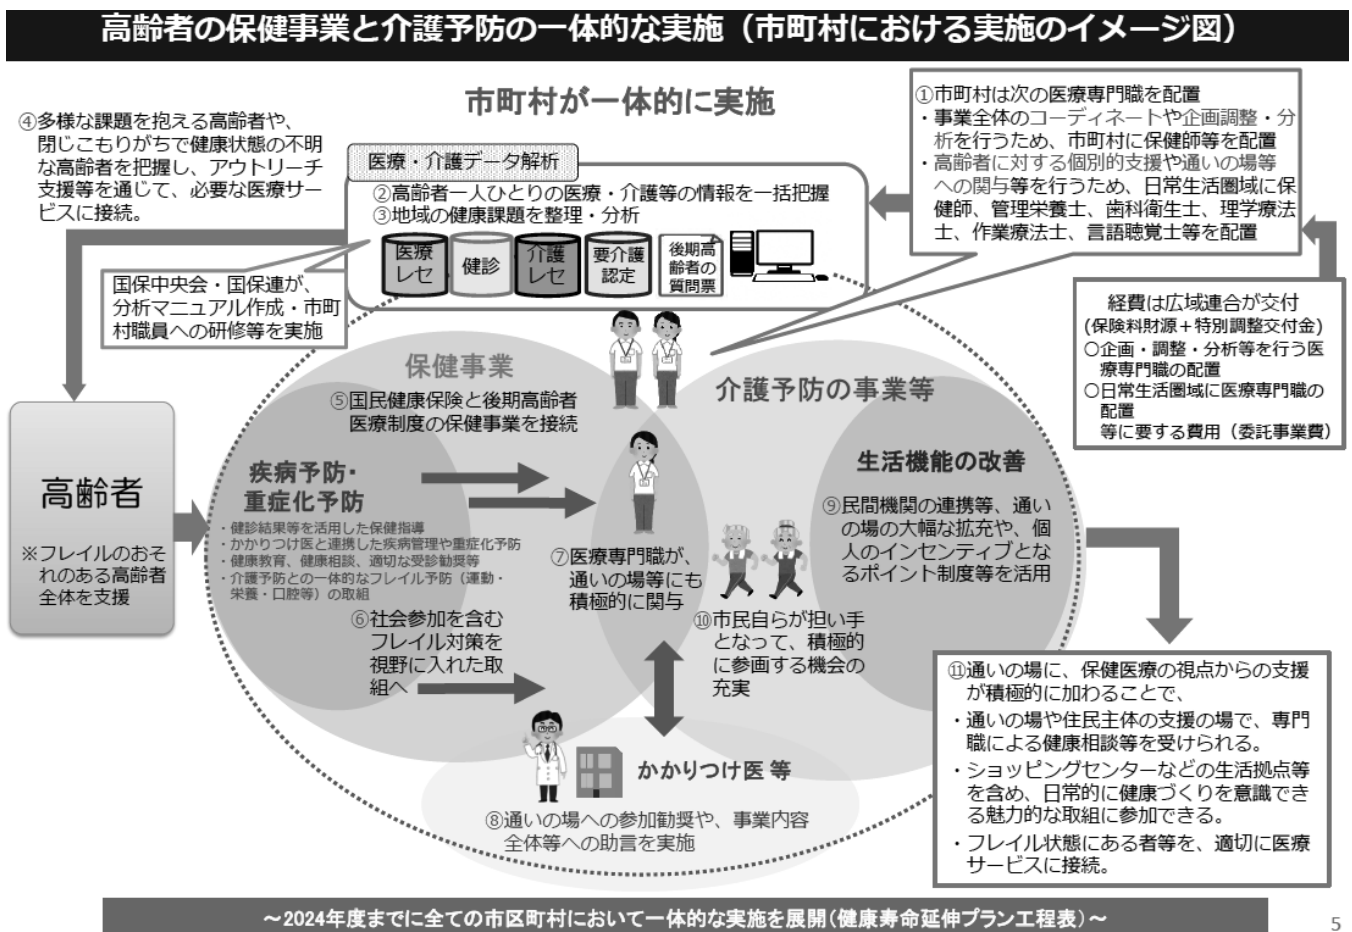 高齢者の保健事業と介護予防の一体的な実施（市町村における実施のイメージ図）
市町村が一体的に実施
①市町村は次の医療専門職を配置
・事業全体のコーディネートや企画調整・分
析を行うため、市町村に保健師等を配置
・高齢者に対する個別的支援や通いの場等
への関与等を行うため、日常生活圏域に保
健師、管理栄養士、歯科衛生士、理学療法
士、作業療法士、言語聴覚士等を配置
④多様な課題を抱える高齢者や、
閉じこもりがちで健康状態の不明
な高齢者を把握し、アウトリーチ
支援等を通じて、必要な医療サー
ビスに接続。
医療・介護データ解析
②高齢者一人ひとりの医療・介護等の情報を一括把握
③地域の健康課題を整理・分析
医療
レセ
健診
介護
レセ
要介護
認定
後期高
齢者の
質問票
国保中央会・国保連が、
分析マニュアル作成・市町
村職員への研修等を実施
経費は広域連合が交付
(保険料財源＋特別調整交付金)
○企画・調整・分析等を行う医
療専門職の配置
○日常生活圏域に医療専門職の
配置
等に要する費用（委託事業費）
保健事業
⑤国民健康保険と後期高齢者
医療制度の保健事業を接続
介護予防の事業等
高齢者
※フレイルのおそ
れのある高齢者
全体を支援
疾病予防・
重症化予防
・健診結果等を活用した保健指導
・かかりつけ医と連携した疾病管理や重症化予防
・健康教育、健康相談、適切な受診勧奨等
・介護予防との一体的なフレイル予防（運動・
栄養・口腔等）の取組
⑥社会参加を含む
フレイル対策を
視野に入れた取
組へ
⑦医療専門職が、
通いの場等にも
積極的に関与
生活機能の改善
⑨民間機関の連携等、通い
の場の大幅な拡充や、個
人のインセンティブとな
るポイント制度等を活用
⑩市民自らが担い手
となって、積極的
に参画する機会の
充実
かかりつけ医 等
⑧通いの場への参加勧奨や、事業内容
全体等への助言を実施
⑪通いの場に、保健医療の視点からの支援
が積極的に加わることで、
・通いの場や住民主体の支援の場で、専門
職による健康相談等を受けられる。
・ショッピングセンターなどの生活拠点等
を含め、日常的に健康づくりを意識でき
る魅力的な取組に参加できる。
・フレイル状態にある者等を、適切に医療
サービスに接続。
～2024年度までに全ての市区町村において一体的な実施を展開(健康寿命延伸プラン工程表)～
5